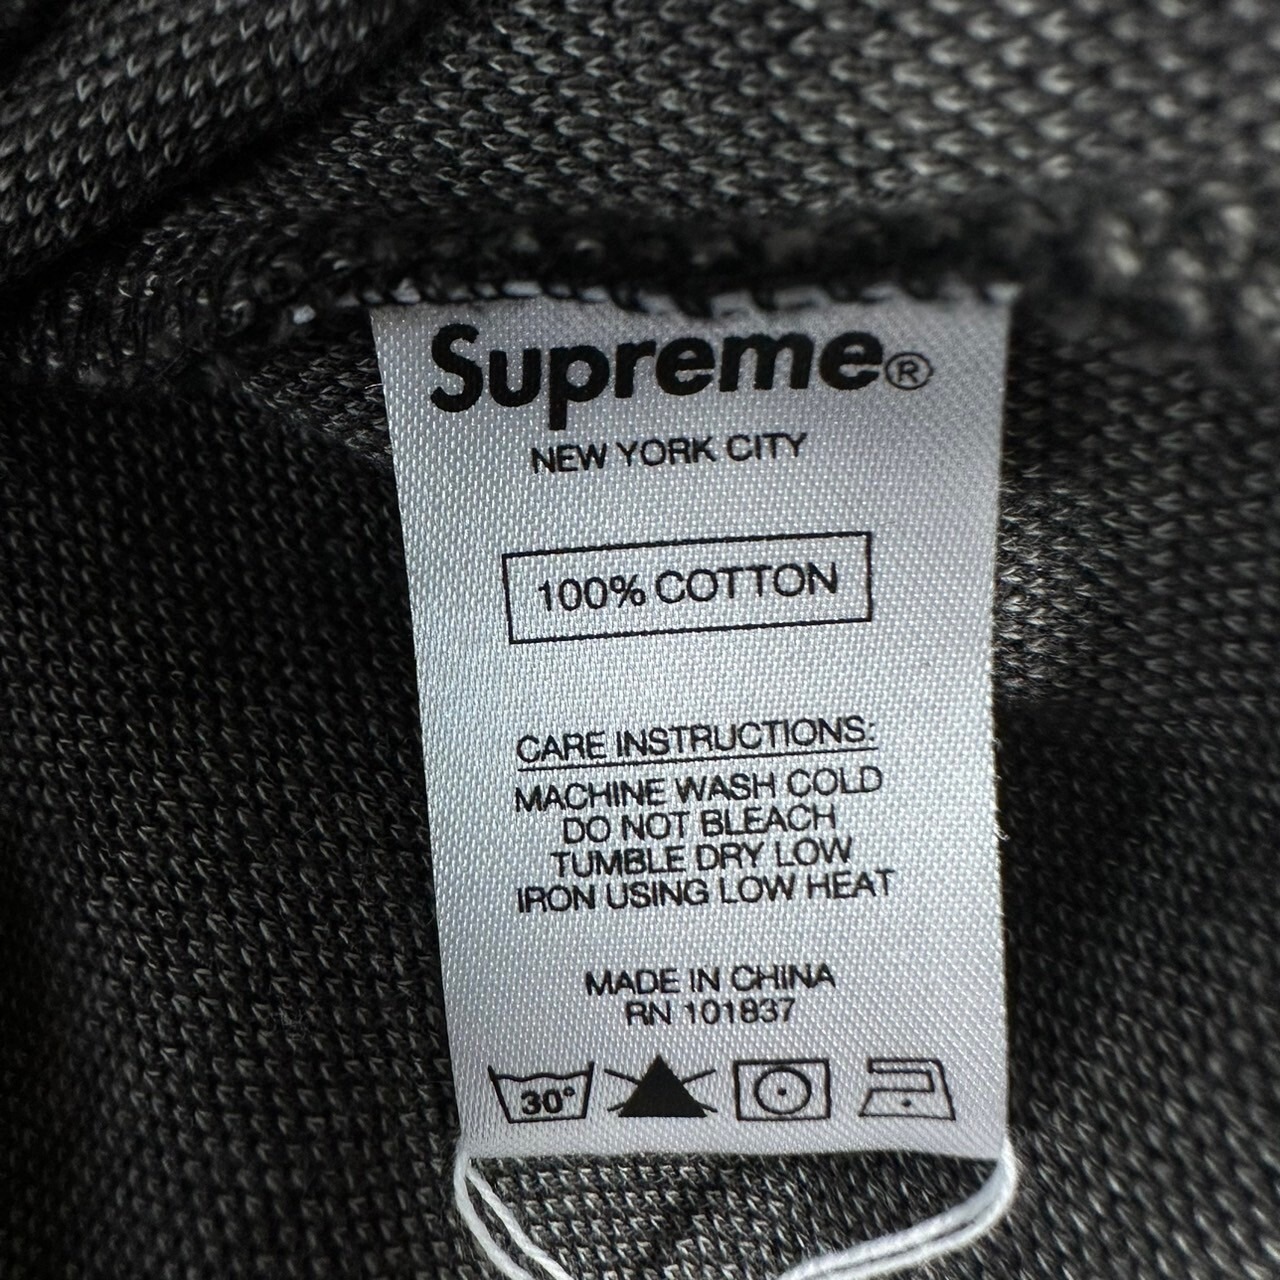 Supreme®
NEW YORK CITY
100% COTTON
CARE INSTRUCTIONS:
MACHINE WASH COLD
DO NOT BLEACH
TUMBLE DRY LOW
IRON USING LOW HEAT
MADE IN CHINA
RN 101837
30°